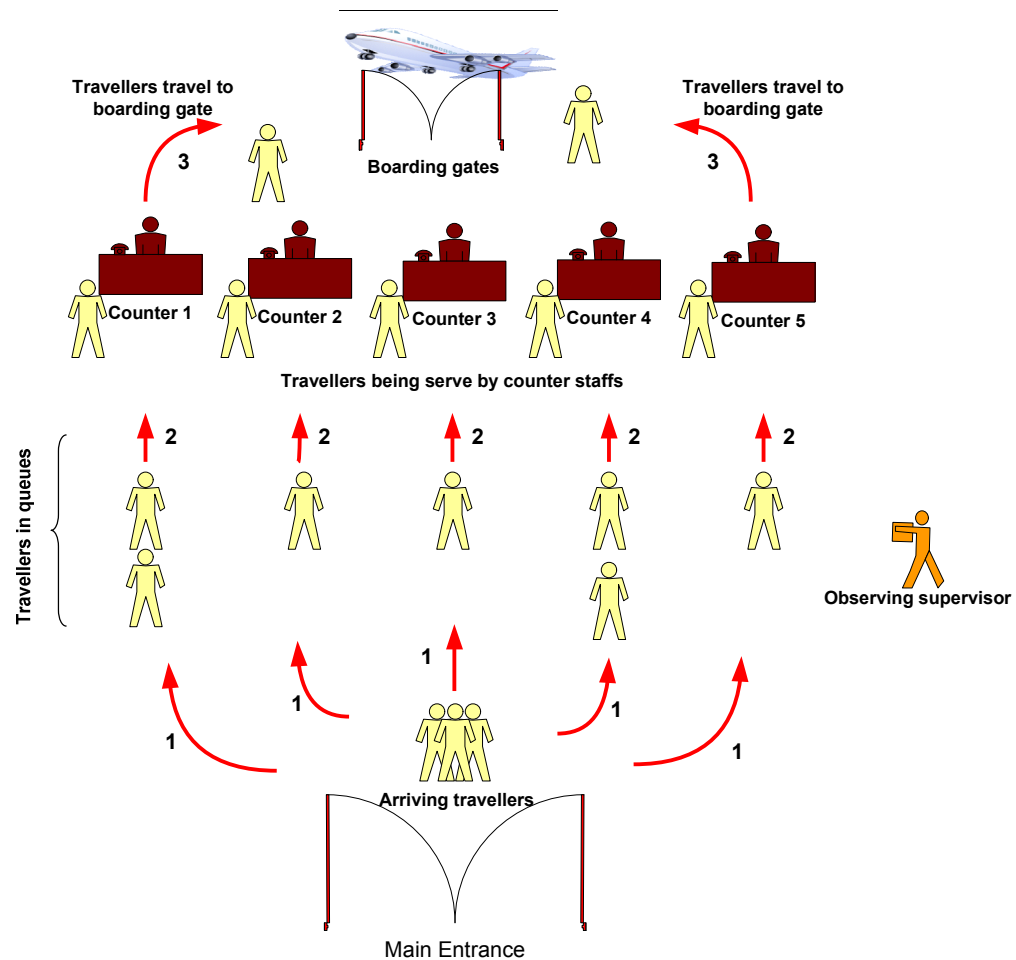 Travellers travel to
boarding gate
Travellers travel to
boarding gate
3
3
Boarding gates
Counter 1
Counter 2
Counter 3
Counter 4
Counter 5
Travellers being serve by counter staffs
2
2
2
2
2
Travellers in queues
Observing supervisor
1
1
1
1
1
Arriving travellers
Main Entrance